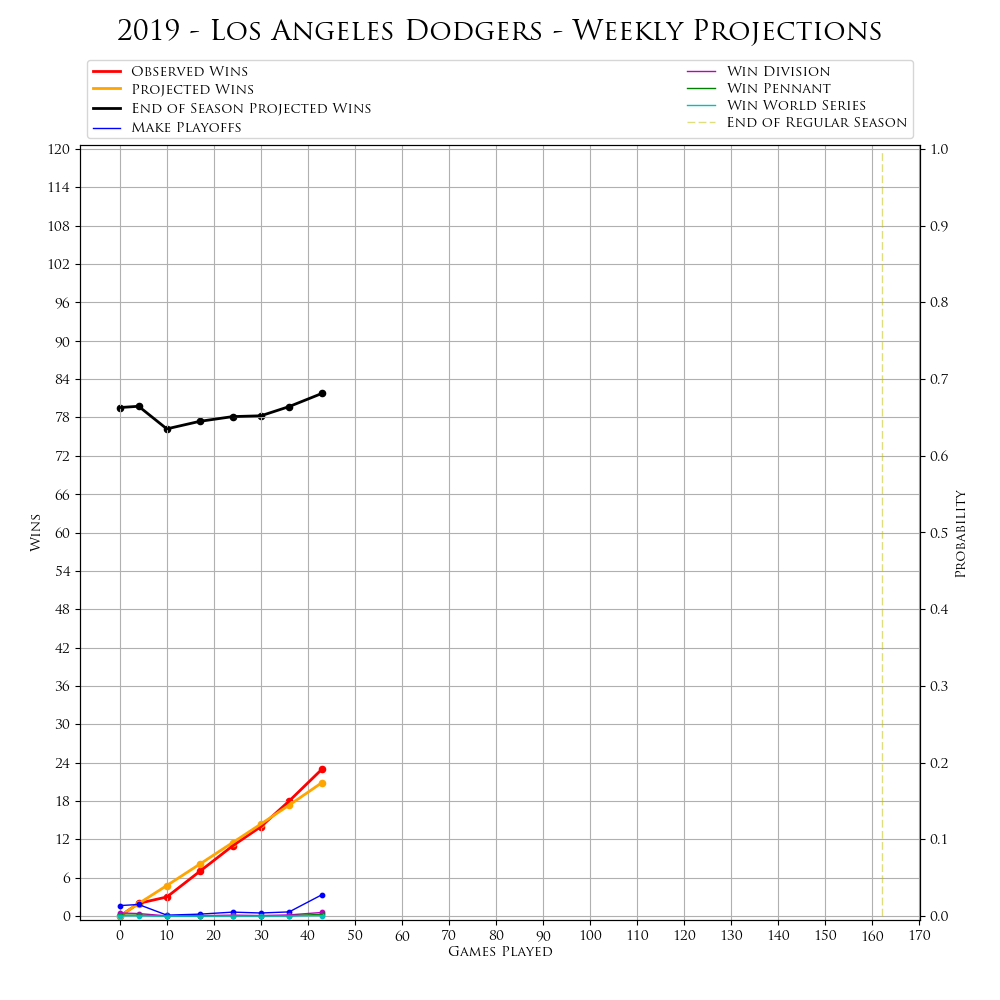 2019 - Los Angeles Dodgers - Weekly Projections
Observed Wins
Projected Wins
End of Season Projected Wins
Make Playoffs
Win Division
Win Pennant
Win World Series
End of Regular Season
120
114
108
102
96
90
84
78
72
66
60
54
48
42
36
30
24
18
12
6
0
Wins
1.0
0.9
0.8
0.7
0.6
0.5
0.4
0.3
0.2
0.1
0.0
Probability
0 10 20 30 40 50 60 70 80 90 100 110 120 130 140 150 160 170
Games Played